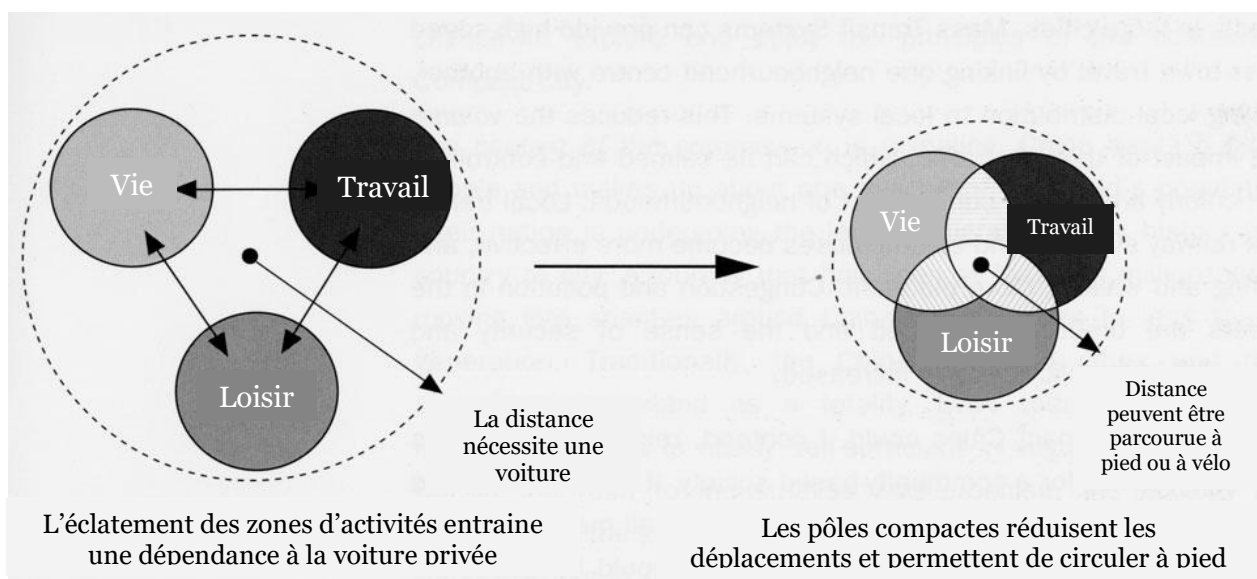 Vie
Travail
Loisir
La distance
nécessite une
voiture
L'éclatement des zones d'activités entraine
une dépendance à la voiture privée
Vie
Travail
Loisir
Distance
peuvent être
parcourue à
pied ou à vélo
Les pôles compactes réduisent les
déplacements et permettent de circuler à pied